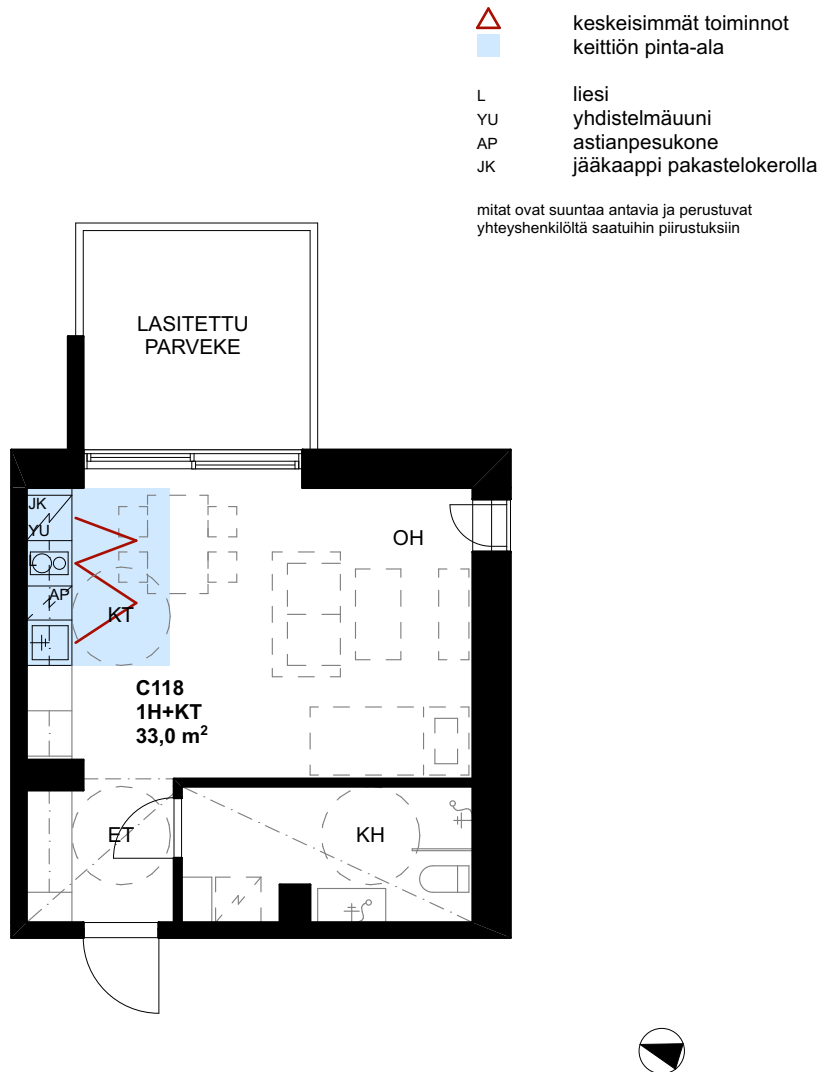 keskeisimmät toiminnot
keittiön pinta-ala
L liesi
YU yhdistelmäuuni
AP astianpesukone
JK jääkaappi pakastelokerolla
mitat ovat suuntaa antavia ja perustuvat
yhteyshenkilöltä saatuihin piirustuksiin
LASITETTU
PARVEKE
JK
YU
OH
L
AP
KT
C118
1H+KT
33,0 m²
ET
KH